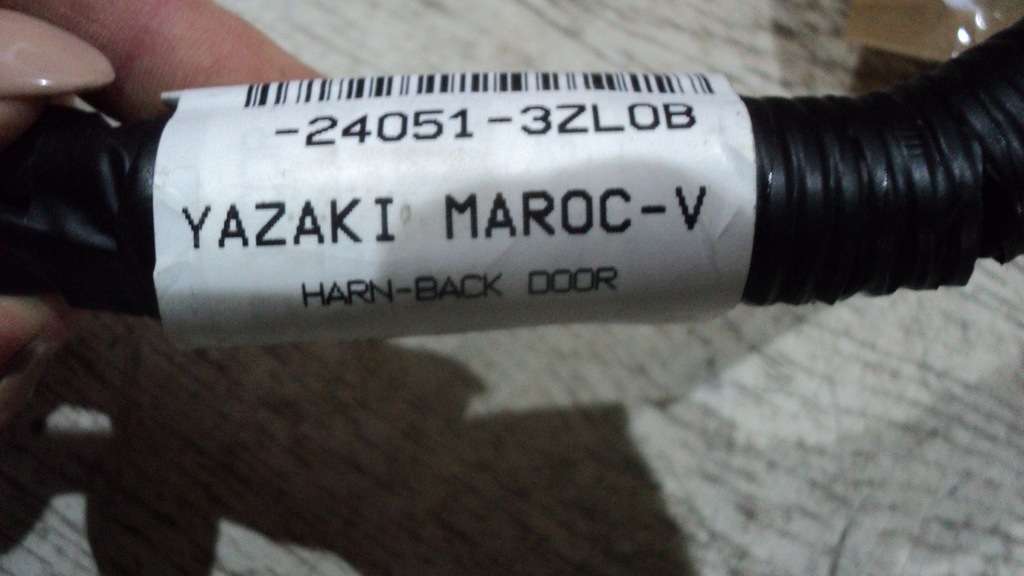 -24051-3ZL0B
YAZAKI MAROC-V
HARN-BACK DOOR